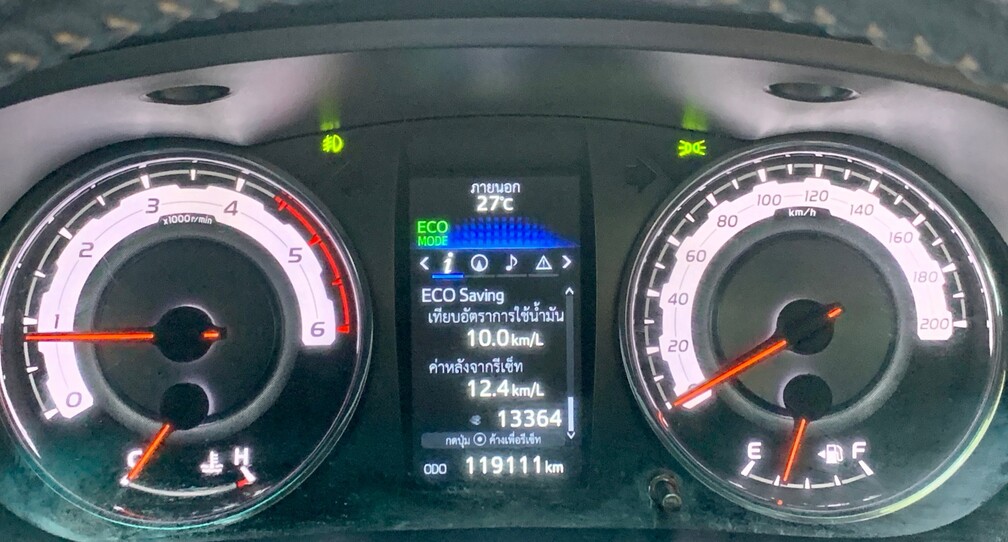 0
1
2
3
4
5
6
x1000r/min
C
H
ภายนอก
27°C
ECO
MODE
ECO Saving
เทียบอัตราการใช้น้ำมัน
10.0km/L
ค่าหลังจากรีเซ็ท
12.4km/L
13364
กดปุ่ม ค้างเพื่อรีเซ็ท
ODO 119111km
20
40
60
80
100
120
140
160
180
200
km/h
E
F